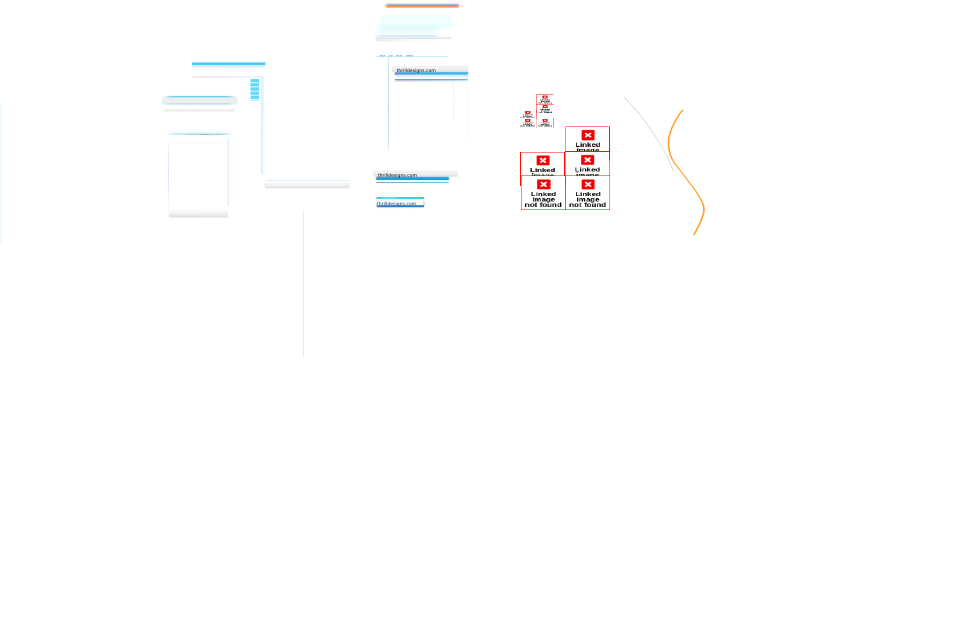 thrilldesigns.com
thrilldesigns.com
thrilldesigns.com
Linked
image
Linked
image
Linked
image
Linked
image
not found
Linked
image
not found